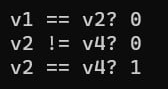 v1 == v2? 0
v2 != v4? 0
v2 == v4? 1